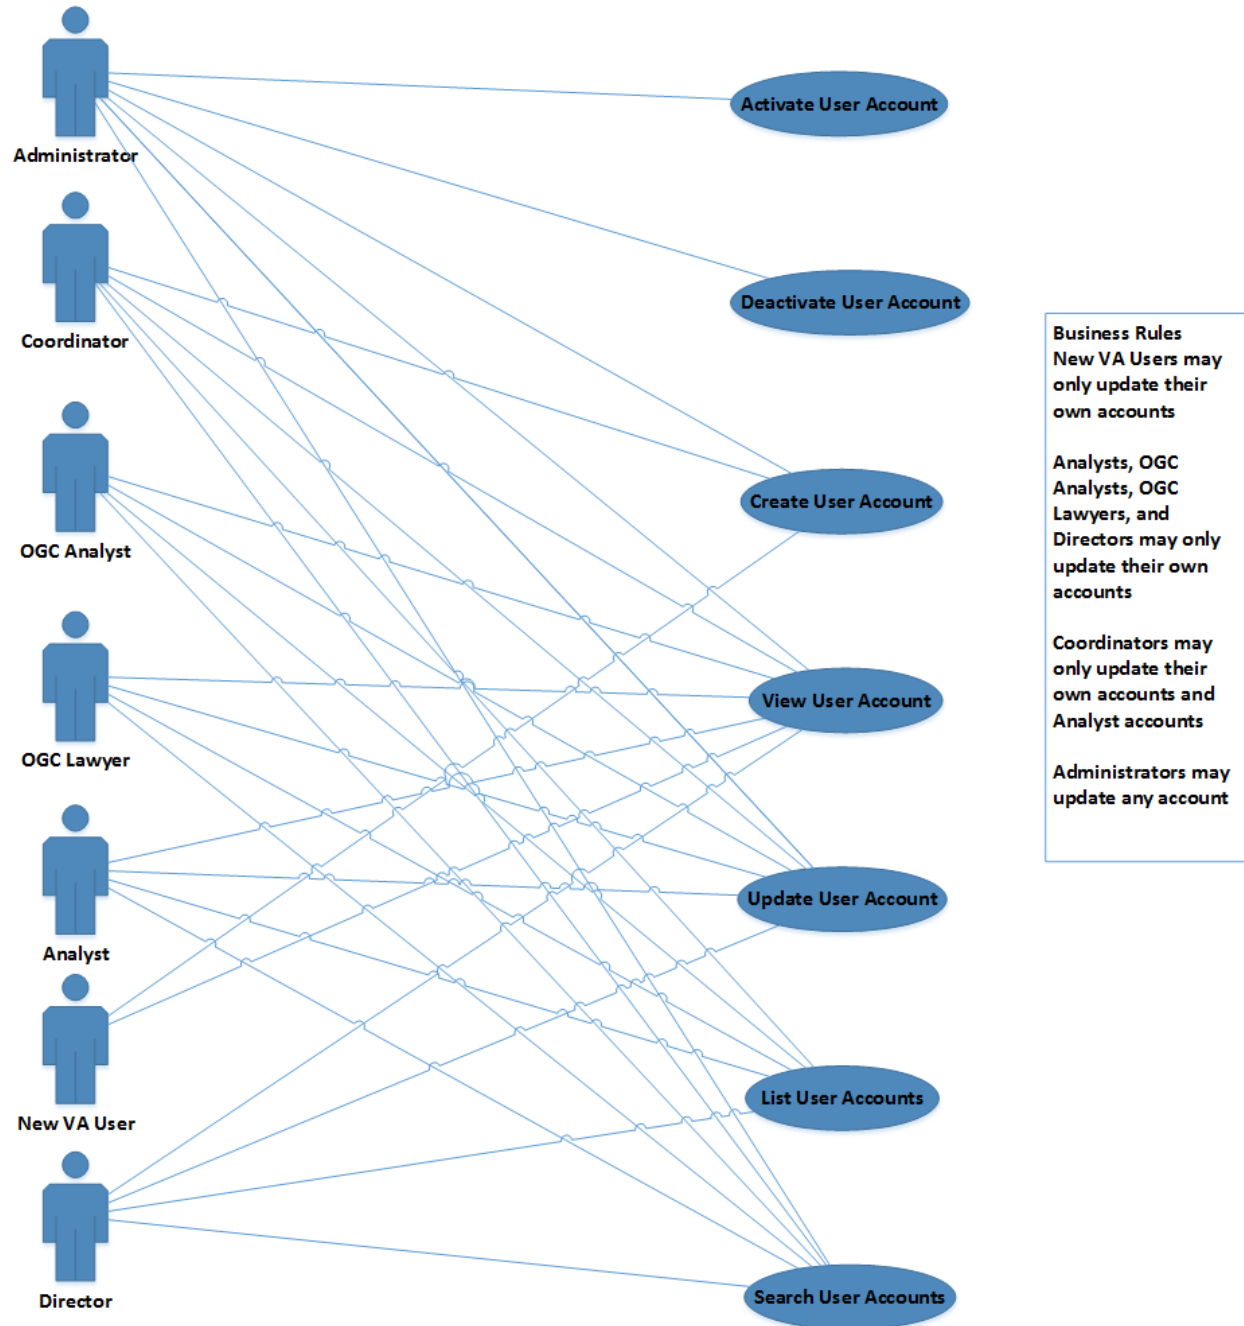 Administrator
Coordinator
OGC Analyst
OGC Lawyer
Analyst
New VA User
Director
Activate User Account
Deactivate User Account
Create User Account
View User Account
Update User Account
List User Accounts
Search User Accounts
Business Rules
New VA Users may
only update their
own accounts
Analysts, OGC
Analysts, OGC
Lawyers, and
Directors may only
update their own
accounts
Coordinators may
only update their
own accounts and
Analyst accounts
Administrators may
update any account